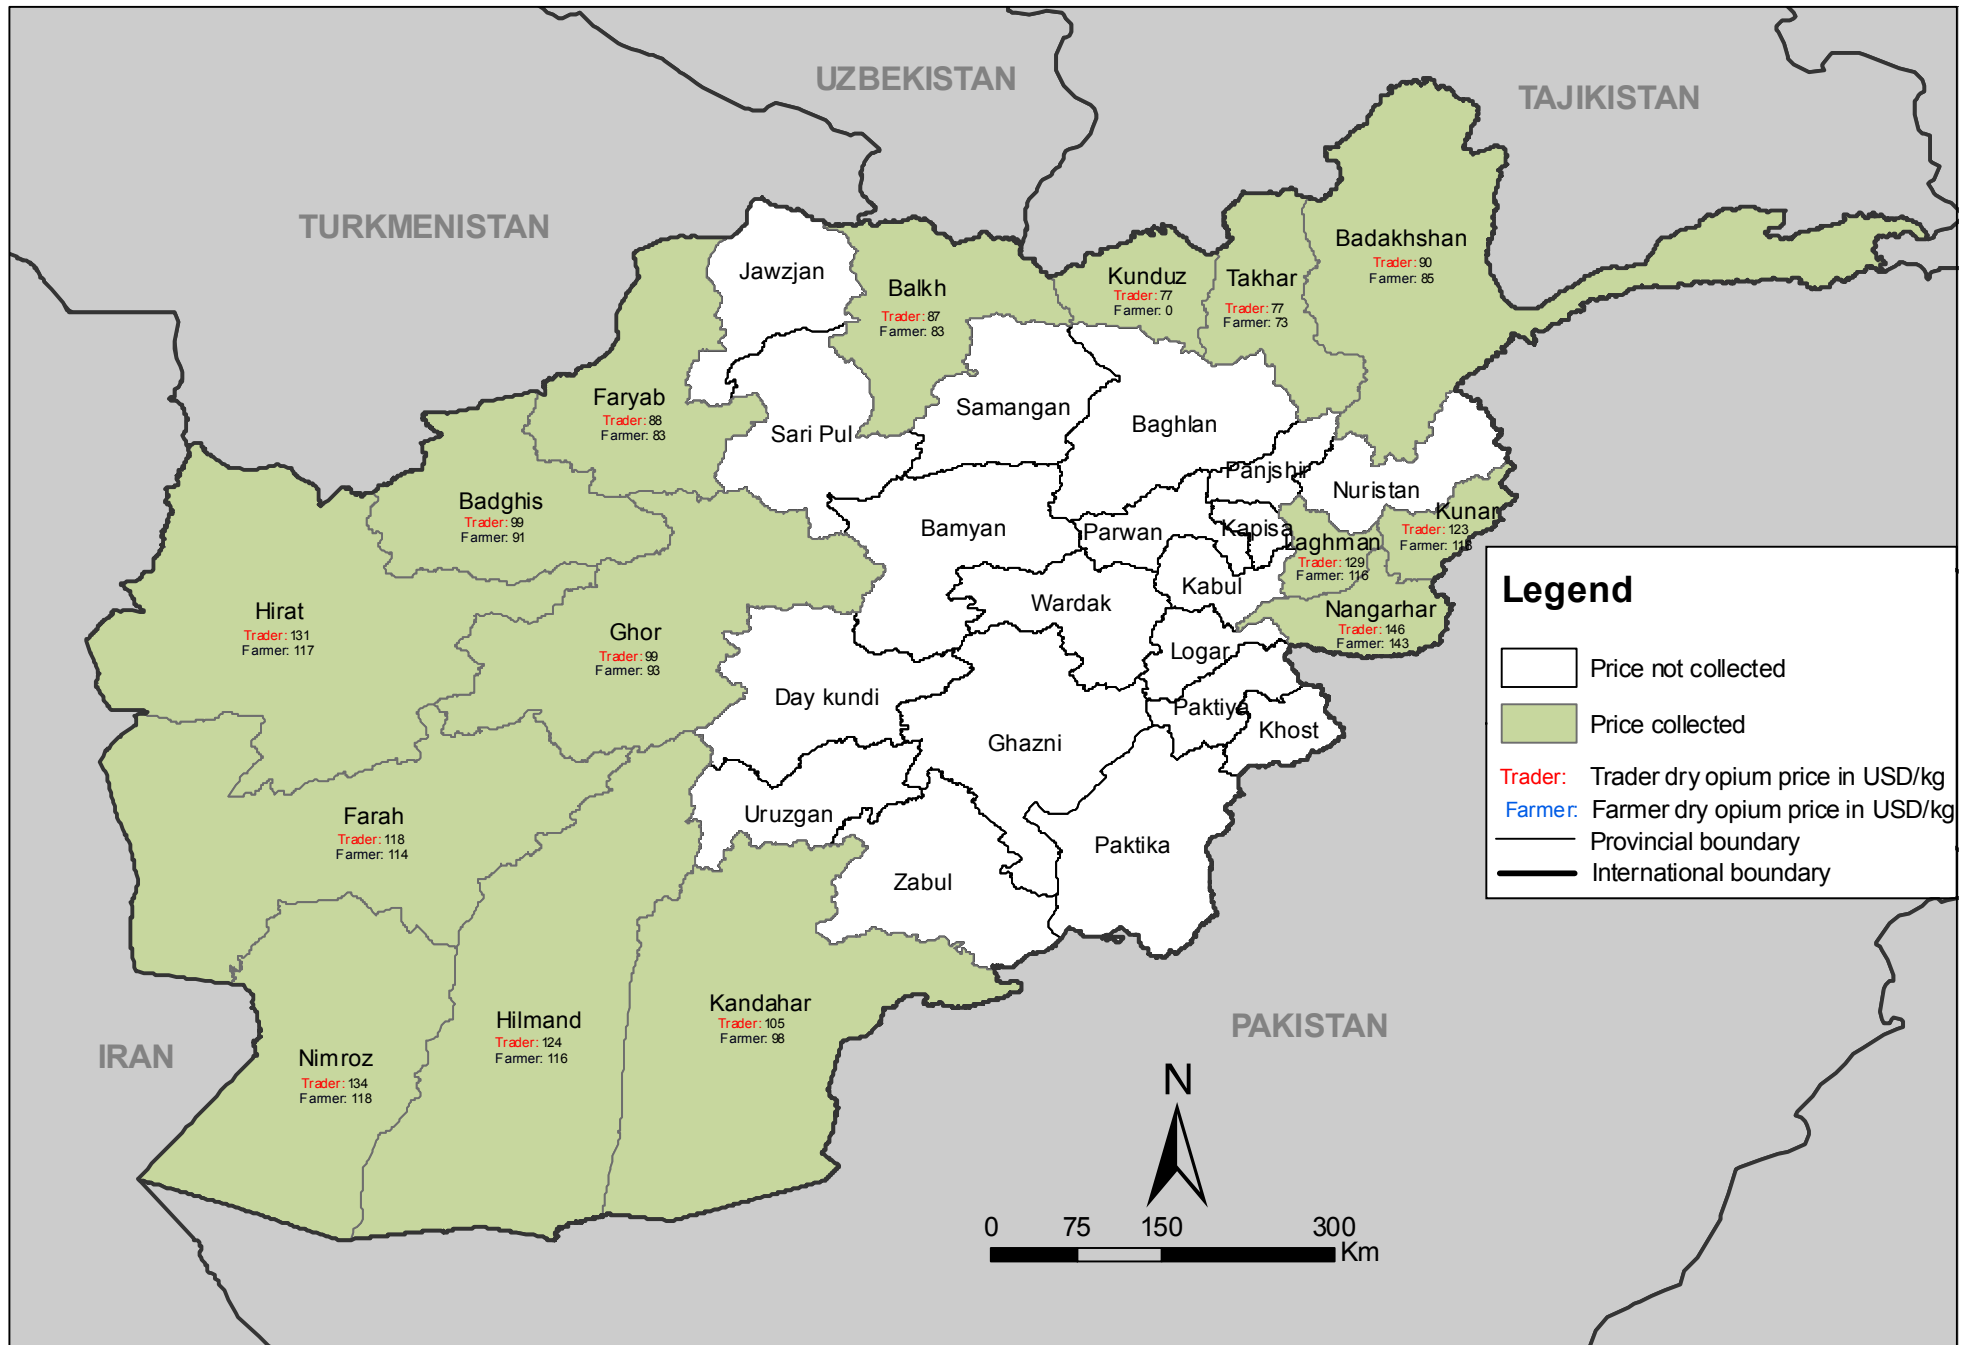 UZBEKISTAN
TAJIKISTAN
TURKMENISTAN
Badakhshan
Trader: 90
Farmer: 85
Jawzjan
Balkh
Trader: 87
Farmer: 83
Kunduz
Trader: 77
Farmer: 0
Takhar
Trader: 77
Farmer: 73
Faryab
Trader: 88
Farmer: 83
Sari Pul
Samangan
Baghlan
Panjshir
Nuristan
Badghis
Trader: 99
Farmer: 91
Bamyan
Parwan
Kapisa
Laghman
Trader: 129
Farmer: 116
Kunar
Trader: 123
Farmer:
Hirat
Trader: 131
Farmer: 117
Ghor
Trader: 99
Farmer: 93
Wardak
Kabul
Nangarhar
Trader: 146
Farmer: 143
Logar
Day kundi
Paktiya
Khost
Ghazni
Farah
Trader: 118
Farmer: 114
Uruzgan
Paktika
Zabul
Kandahar
Trader: 105
Farmer: 98
Hilmand
Trader: 124
Farmer: 116
Nimroz
Trader: 134
Farmer: 118
IRAN
PAKISTAN
Legend
Price not collected
Price collected
Trader: Trader dry opium price in USD/kg
Farmer: Farmer dry opium price in USD/kg
Provincial boundary
International boundary
N
0 75 150 300
Km